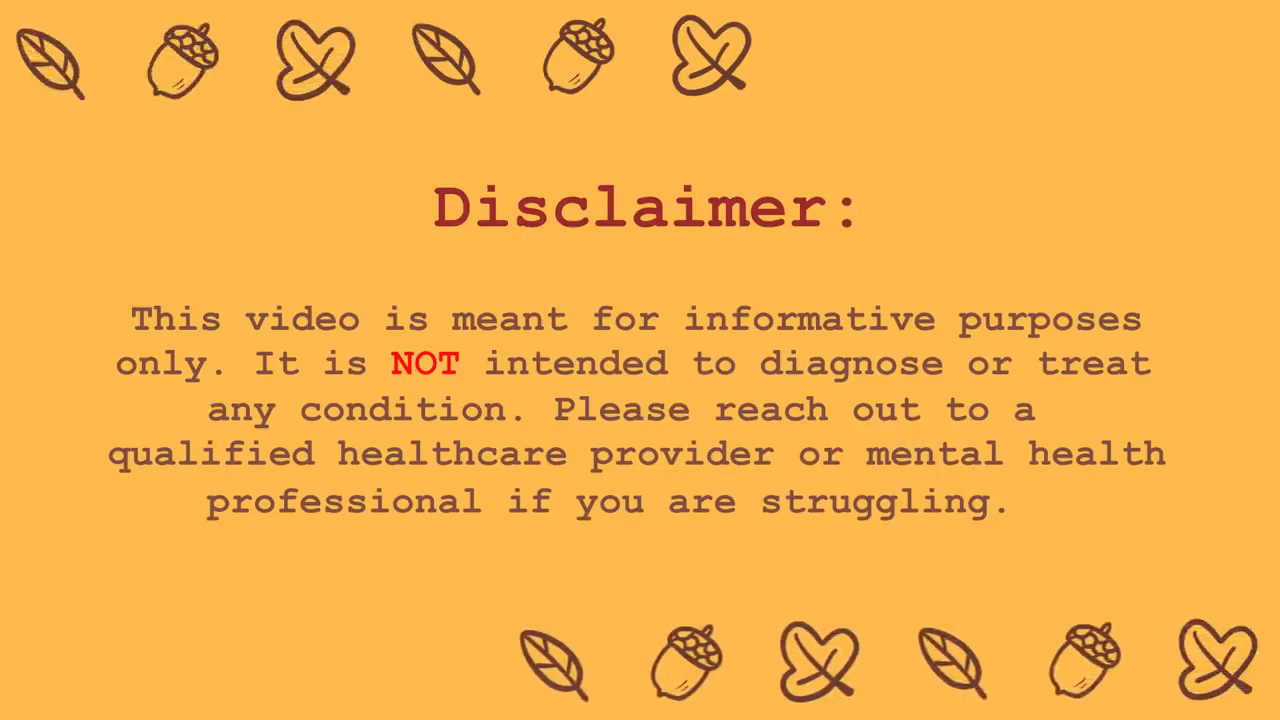 Disclaimer:
This video is meant for informative purposes
only. It is NOT intended to diagnose or treat
any condition. Please reach out to a
qualified healthcare provider or mental health
professional if you are struggling.